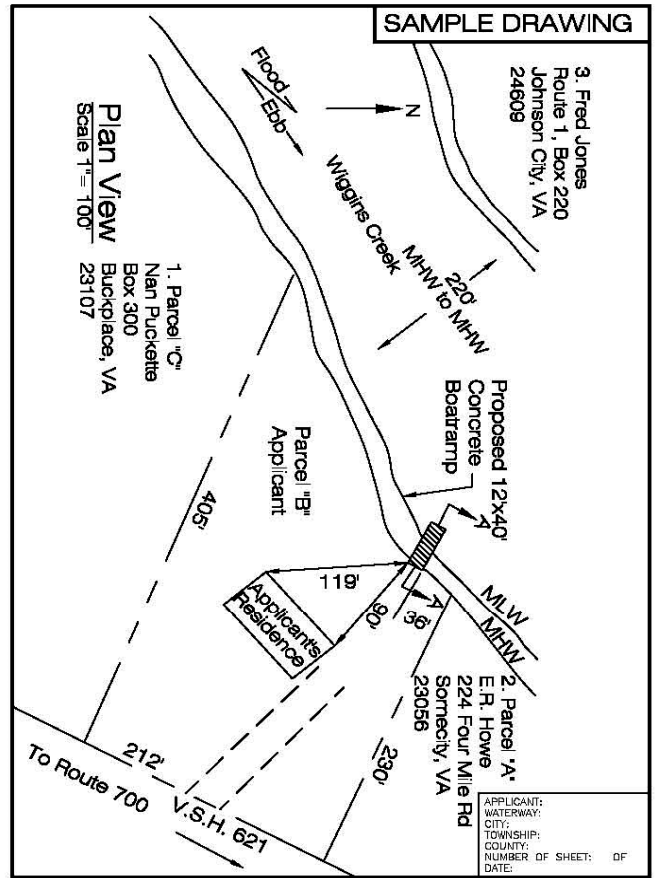 SAMPLE DRAWING
3. Fred Jones
Route 1, Box 220
Johnson City, VA
24609
Flood
Ebb
N
Wiggins Creek
220'
MHW to MHW
Plan View
Scale 1" = 100'
1. Parcel "C"
Nan Puckette
Box 300
Buckplace, VA
23107
Proposed 12'x40'
Concrete
Boatramp
A
A
Parcel "B"
Applicant
405'
119'
90'
36'
Applicant's
Residence
MLW
MHW
2. Parcel "A"
E.R. Howe
224 Four Mile Rd
Somecity, VA
23056
230'
212'
To Route 700
V.S.H. 621
APPLICANT:
WATERWAY:
CITY:
TOWNSHIP:
COUNTY:
NUMBER OF SHEET: OF
DATE: